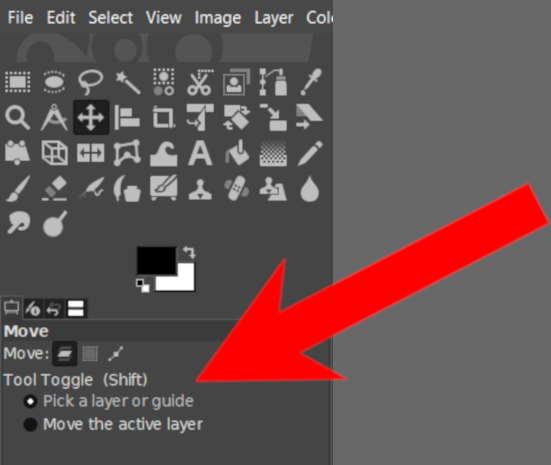 File Edit Select View Image Layer
Move
Move:
Tool Toggle (Shift)
Pick a layer or guide
Move the active layer